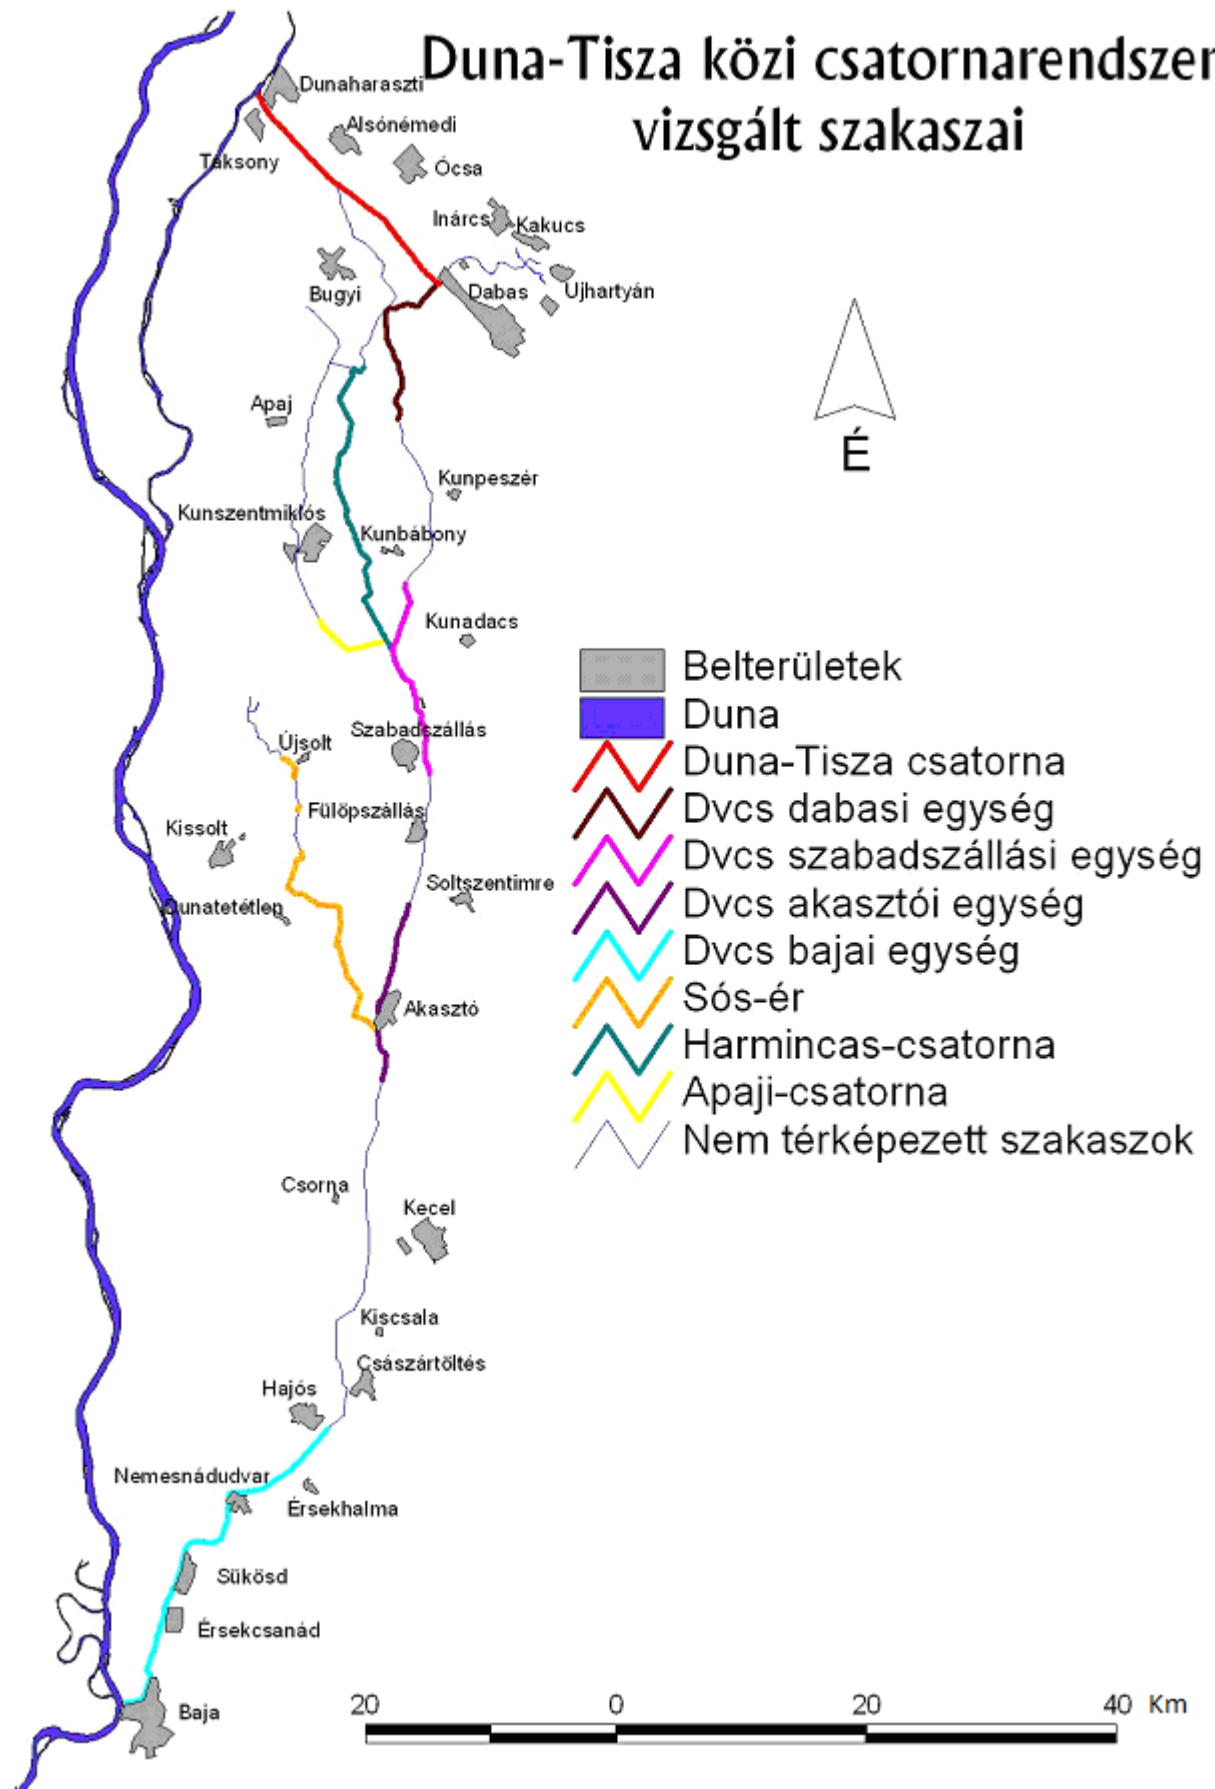 Duna-Tisza közi csatornarendszer
vizsgált szakaszai
Dunaharaszti
Alsónémedi
Taksony
Ócsa
Inárcs
Kakucs
Bugyi
Dabas
Ujhartyán
Apaj
É
Kunpeszér
Kunszentmiklós
Kunbábony
Kunadacs
Belterületek
Duna
Szabadszállás
Újsolt
Duna-Tisza csatorna
Fülöpszállás
Dvcs dabasi egység
Kissolt
Dvcs szabadszállási egység
Soltszentimre
Dunatetétlen
Dvcs akasztói egység
Dvcs bajai egység
Sós-ér
Akasztó
Harmincas-csatorna
Apaji-csatorna
Nem térképezett szakaszok
Csorna
Kecel
Kiscsala
Császártöltés
Hajós
Nemesnádudvar
Érsekhalma
Sükösd
Érsekcsanád
Baja
20 0 20 40 Km